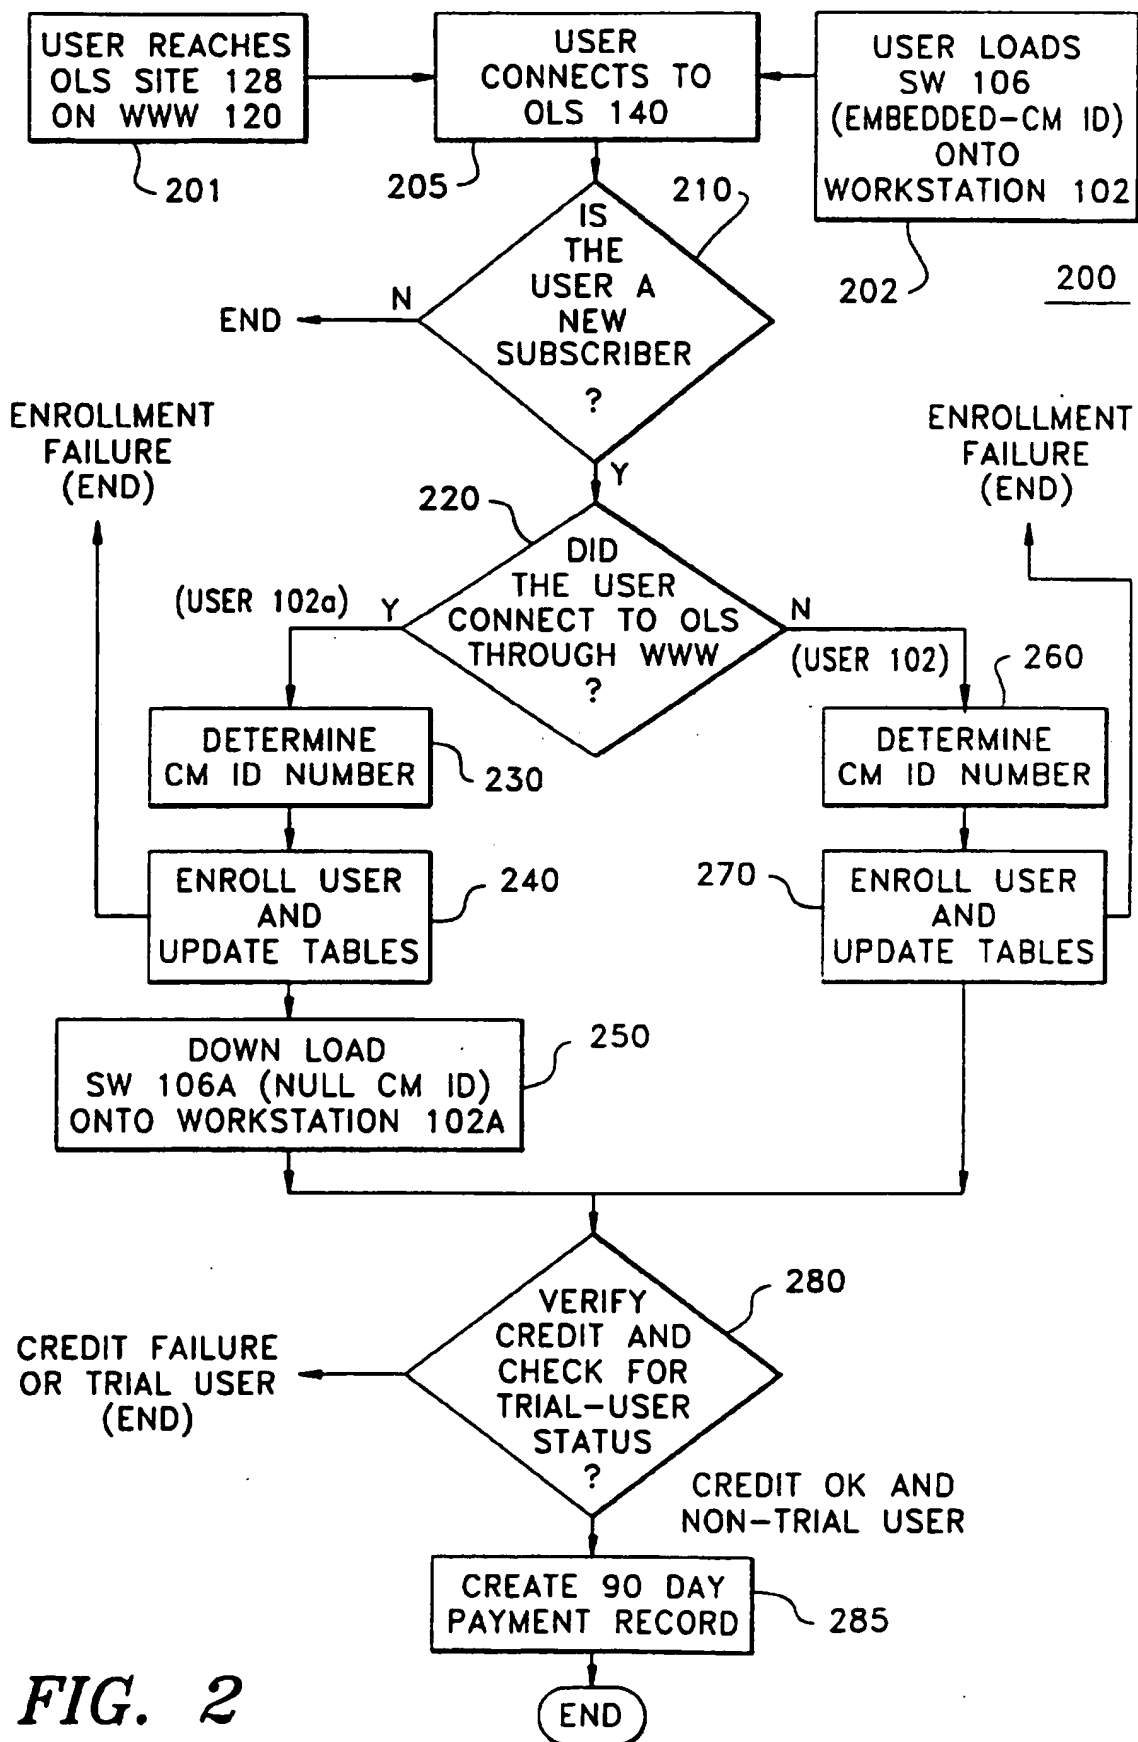 USER REACHES
OLS SITE 128
ON WWW 120
201
USER
CONNECTS TO
OLS 140
205
USER LOADS
SW 106
(EMBEDDED-CM ID)
ONTO
WORKSTATION 102
202
200
IS
THE
USER A
NEW
SUBSCRIBER
?
210
N
END
Y
ENROLLMENT
FAILURE
(END)
ENROLLMENT
FAILURE
(END)
220
DID
THE USER
CONNECT TO OLS
THROUGH WWW
?
(USER 102a)
Y
N
(USER 102)
260
DETERMINE
CM ID NUMBER
230
DETERMINE
CM ID NUMBER
ENROLL USER
AND
UPDATE TABLES
240
270
ENROLL USER
AND
UPDATE TABLES
DOWN LOAD
SW 106A (NULL CM ID)
ONTO WORKSTATION 102A
250
VERIFY
CREDIT AND
CHECK FOR
TRIAL-USER
STATUS
?
280
CREDIT FAILURE
OR TRIAL USER
(END)
CREDIT OK AND
NON-TRIAL USER
CREATE 90 DAY
PAYMENT RECORD
285
END
FIG. 2